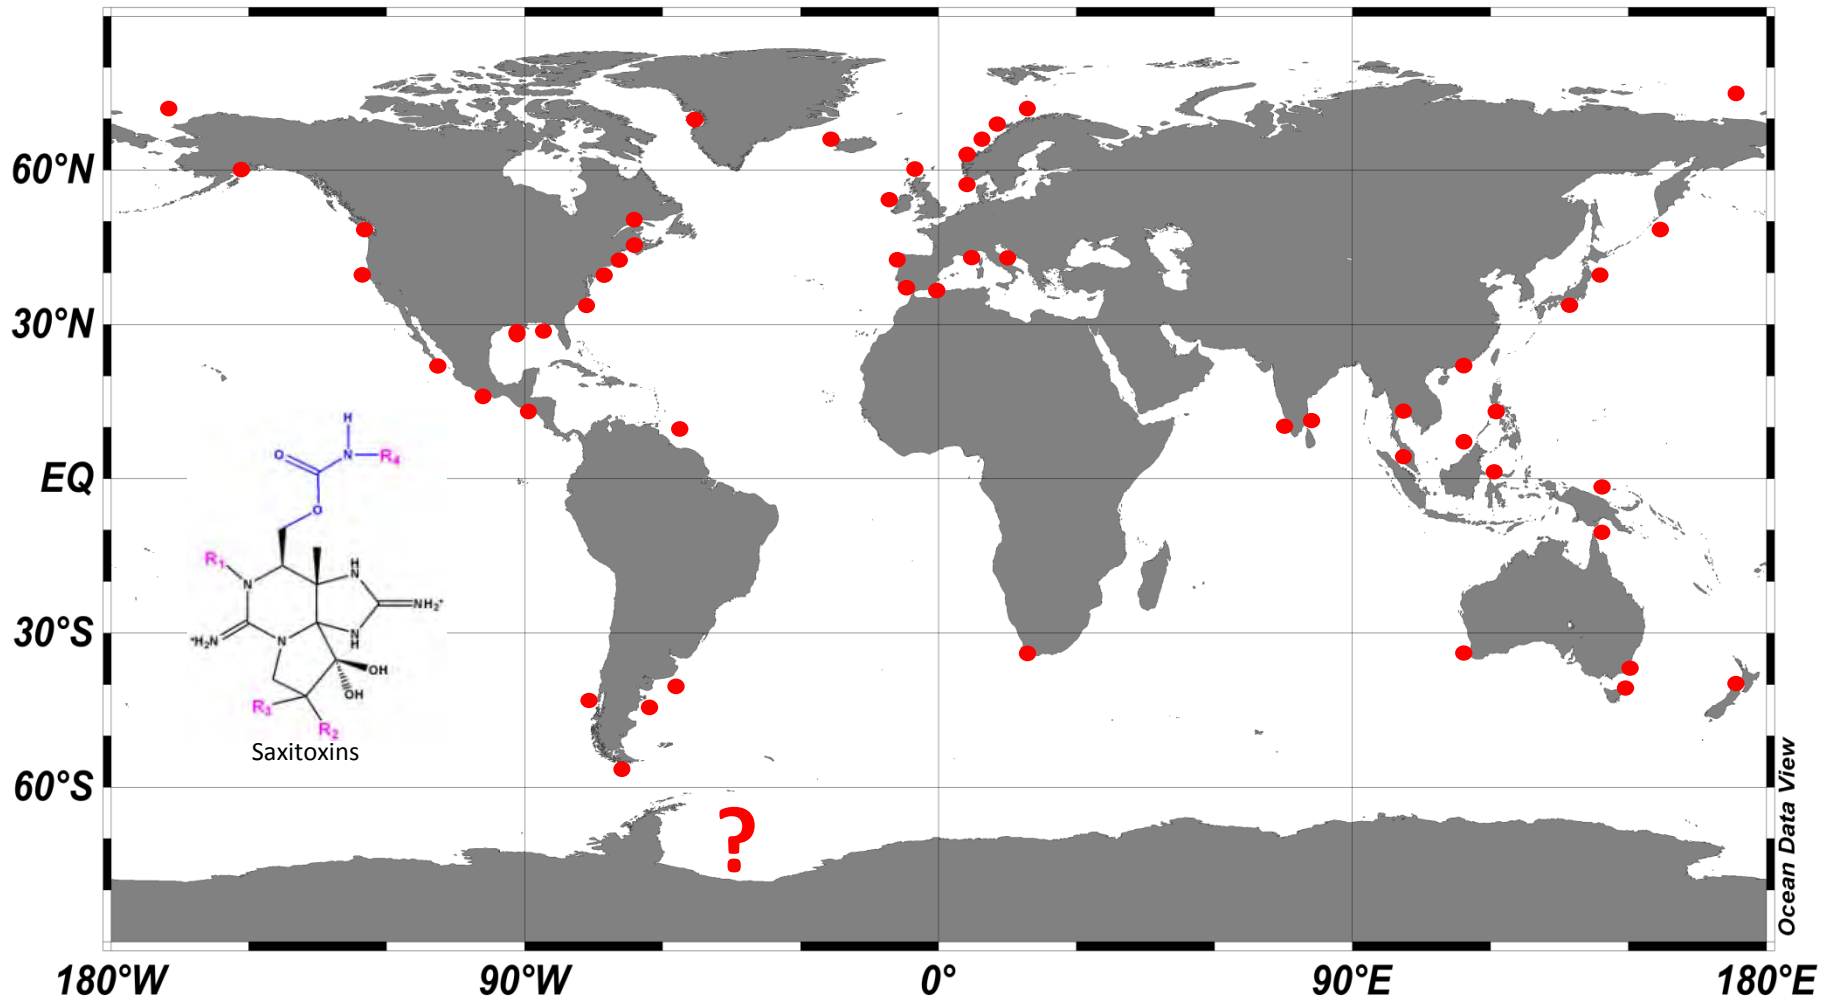 60°N
30°N
EQ
30°S
60°S
180°W
90°W
0°
90°E
180°E
H
O
N
R₄
O
R₁
N
H
N
NH₂⁺
⁺H₂N
N
N
H
OH
OH
R₃
R₂
Saxitoxins
?
Ocean Data View